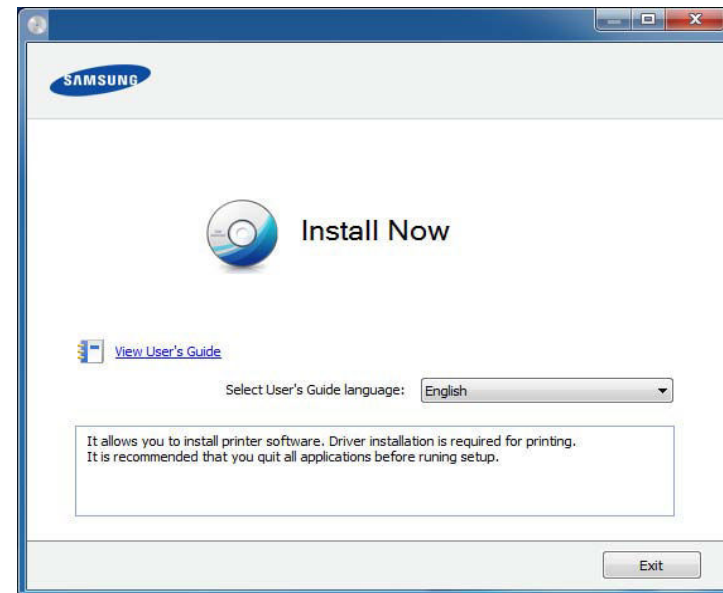 SAMSUNG
Install Now
View User's Guide
Select User's Guide language: English
It allows you to install printer software. Driver installation is required for printing.
It is recommended that you quit all applications before runing setup.
Exit